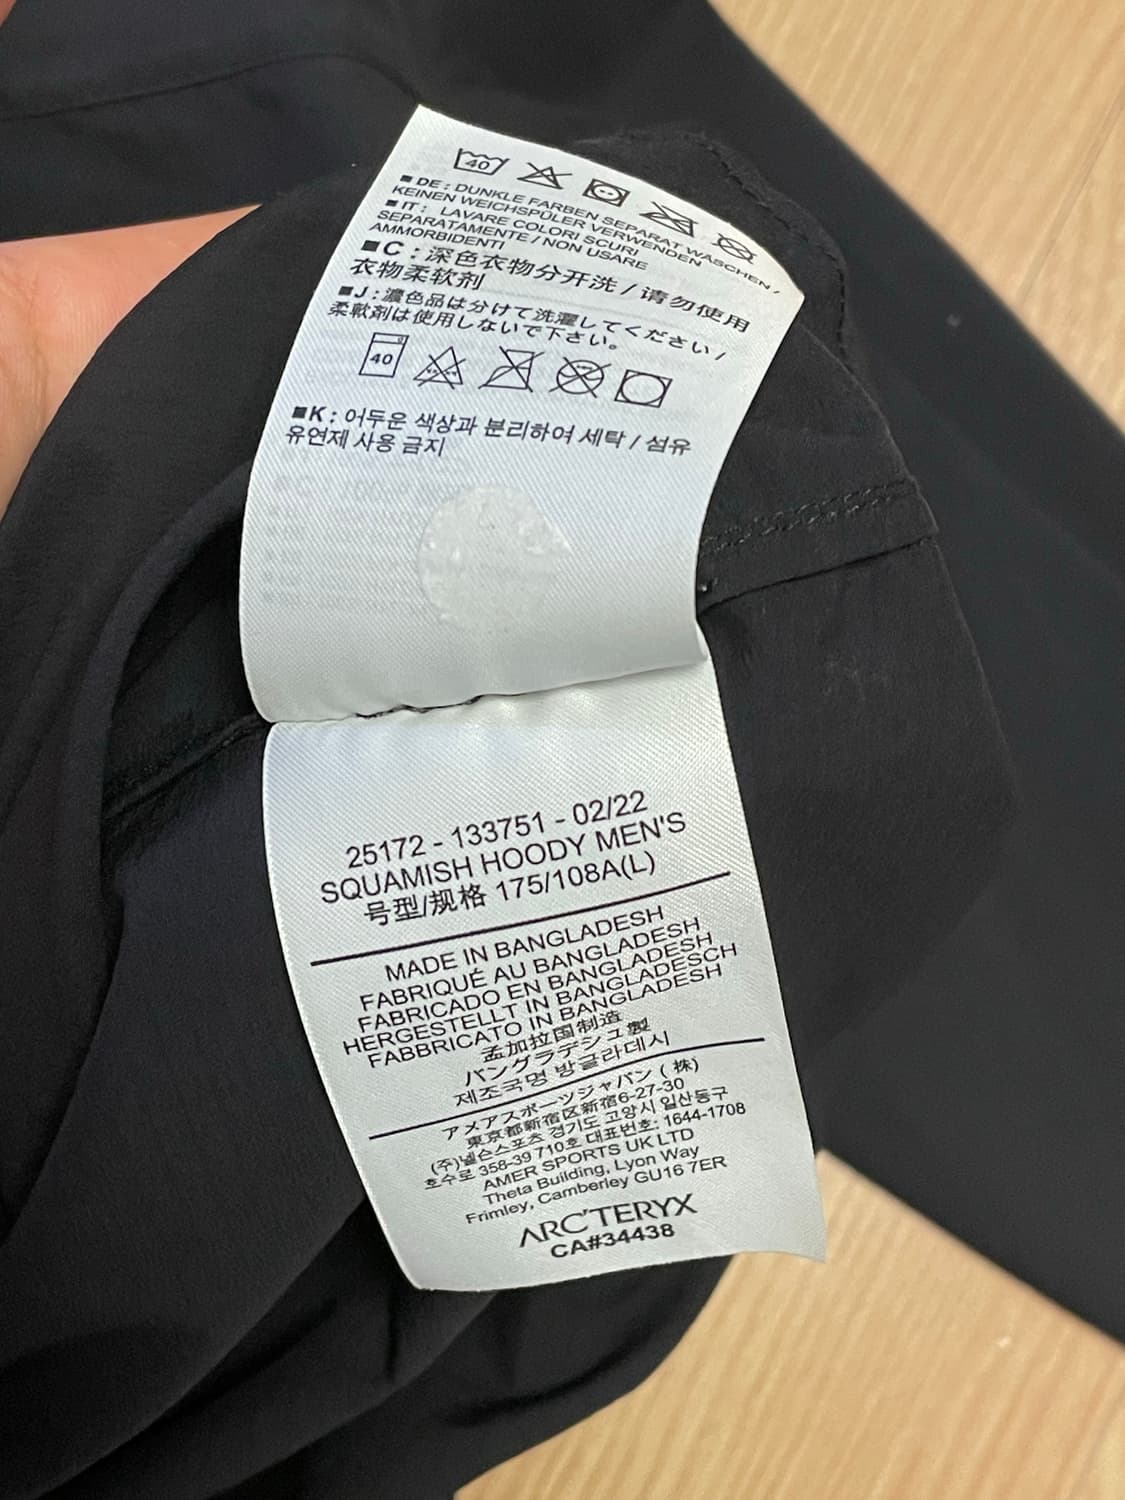 40
■ DE : DUNKLE FARBEN SEPARAT WASCHEN /
KEINEN WEICHSPÜLER VERWENDEN
■ IT : LAVARE COLORI SCURI
SEPARATAMENTE / NON USARE
AMMORBIDENTI
■C : 深色衣物分开洗 / 请勿使用
衣物柔软剂
■J : 濃色品は分けて洗濯してください /
柔軟剤は使用しないで下さい。
40
■K : 어두운 색상과 분리하여 세탁 / 섬유
유연제 사용 금지
25172 - 133751 - 02/22
SQUAMISH HOODY MEN'S
号型/规格 175/108A(L)
MADE IN BANGLADESH
FABRIQUÉ AU BANGLADESH
FABRICADO EN BANGLADESH
HERGESTELLT IN BANGLADESCH
FABBRICATO IN BANGLADESH
孟加拉国制造
バングラデシュ製
제조국명 방글라데시
アメアスポーツジャパン ( 株)
東京都新宿区新宿6-27-30
(주)넬슨스포츠 경기도 고양시 일산동구
호수로 358-39 710호 대표번호: 1644-1708
AMER SPORTS UK LTD
Theta Building, Lyon Way
Frimley, Camberley GU16 7ER
ARC'TERYX
CA#34438